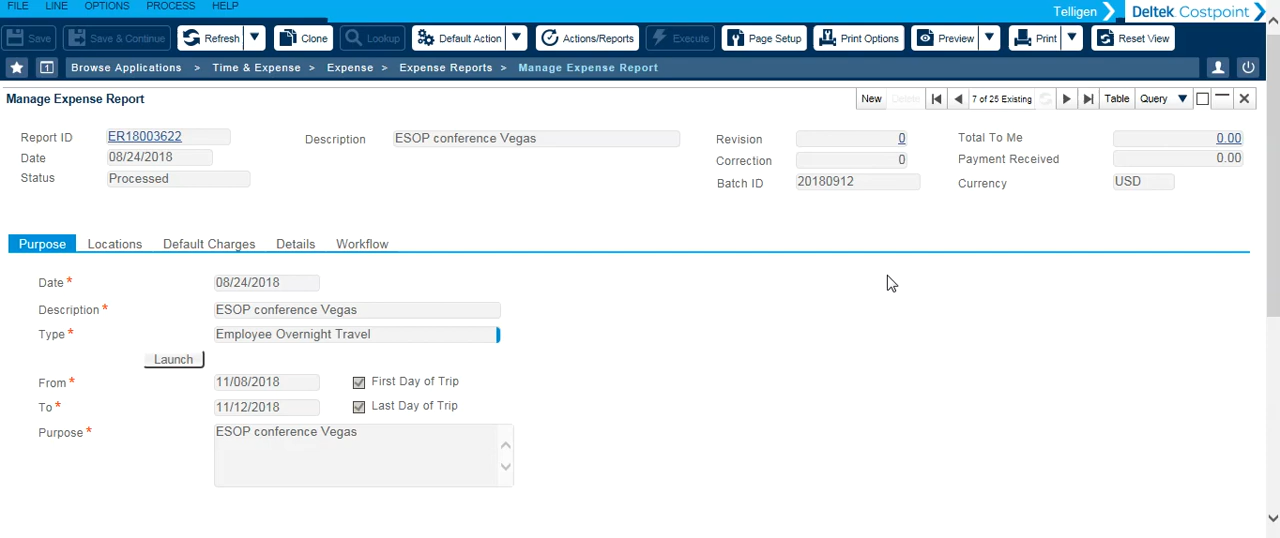 FILE LINE OPTIONS PROCESS HELP
Telligen Deltek Costpoint
Save Save & Continue Refresh Clone Lookup Default Action Actions/Reports Execute Page Setup Print Options Preview Print Reset View
1 Browse Applications > Time & Expense > Expense > Expense Reports > Manage Expense Report
Manage Expense Report New Delete 7 of 25 Existing Table Query
Report ID ER18003622 Description ESOP conference Vegas Revision 0 Total To Me 0.00
Date 08/24/2018 Correction 0 Payment Received 0.00
Status Processed Batch ID 20180912 Currency USD
Purpose Locations Default Charges Details Workflow
Date * 08/24/2018
Description * ESOP conference Vegas
Type * Employee Overnight Travel
Launch
From * 11/08/2018 First Day of Trip
To * 11/12/2018 Last Day of Trip
Purpose * ESOP conference Vegas